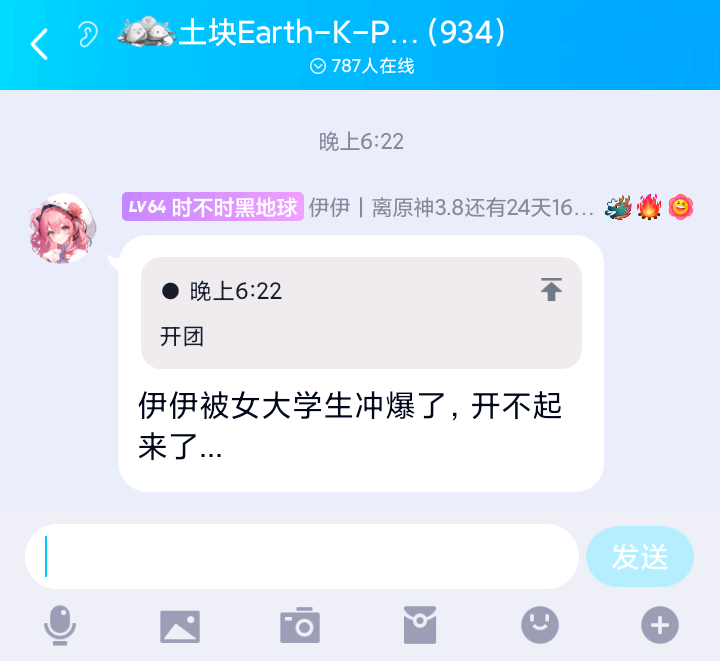 土块Earth-K-P...(934)
787人在线
晚上6:22
LV64 时不时黑地球 伊伊丨离原神3.8还有24天16...
● 晚上6:22
开团
伊伊被女大学生冲爆了，开不起
来了...
发送